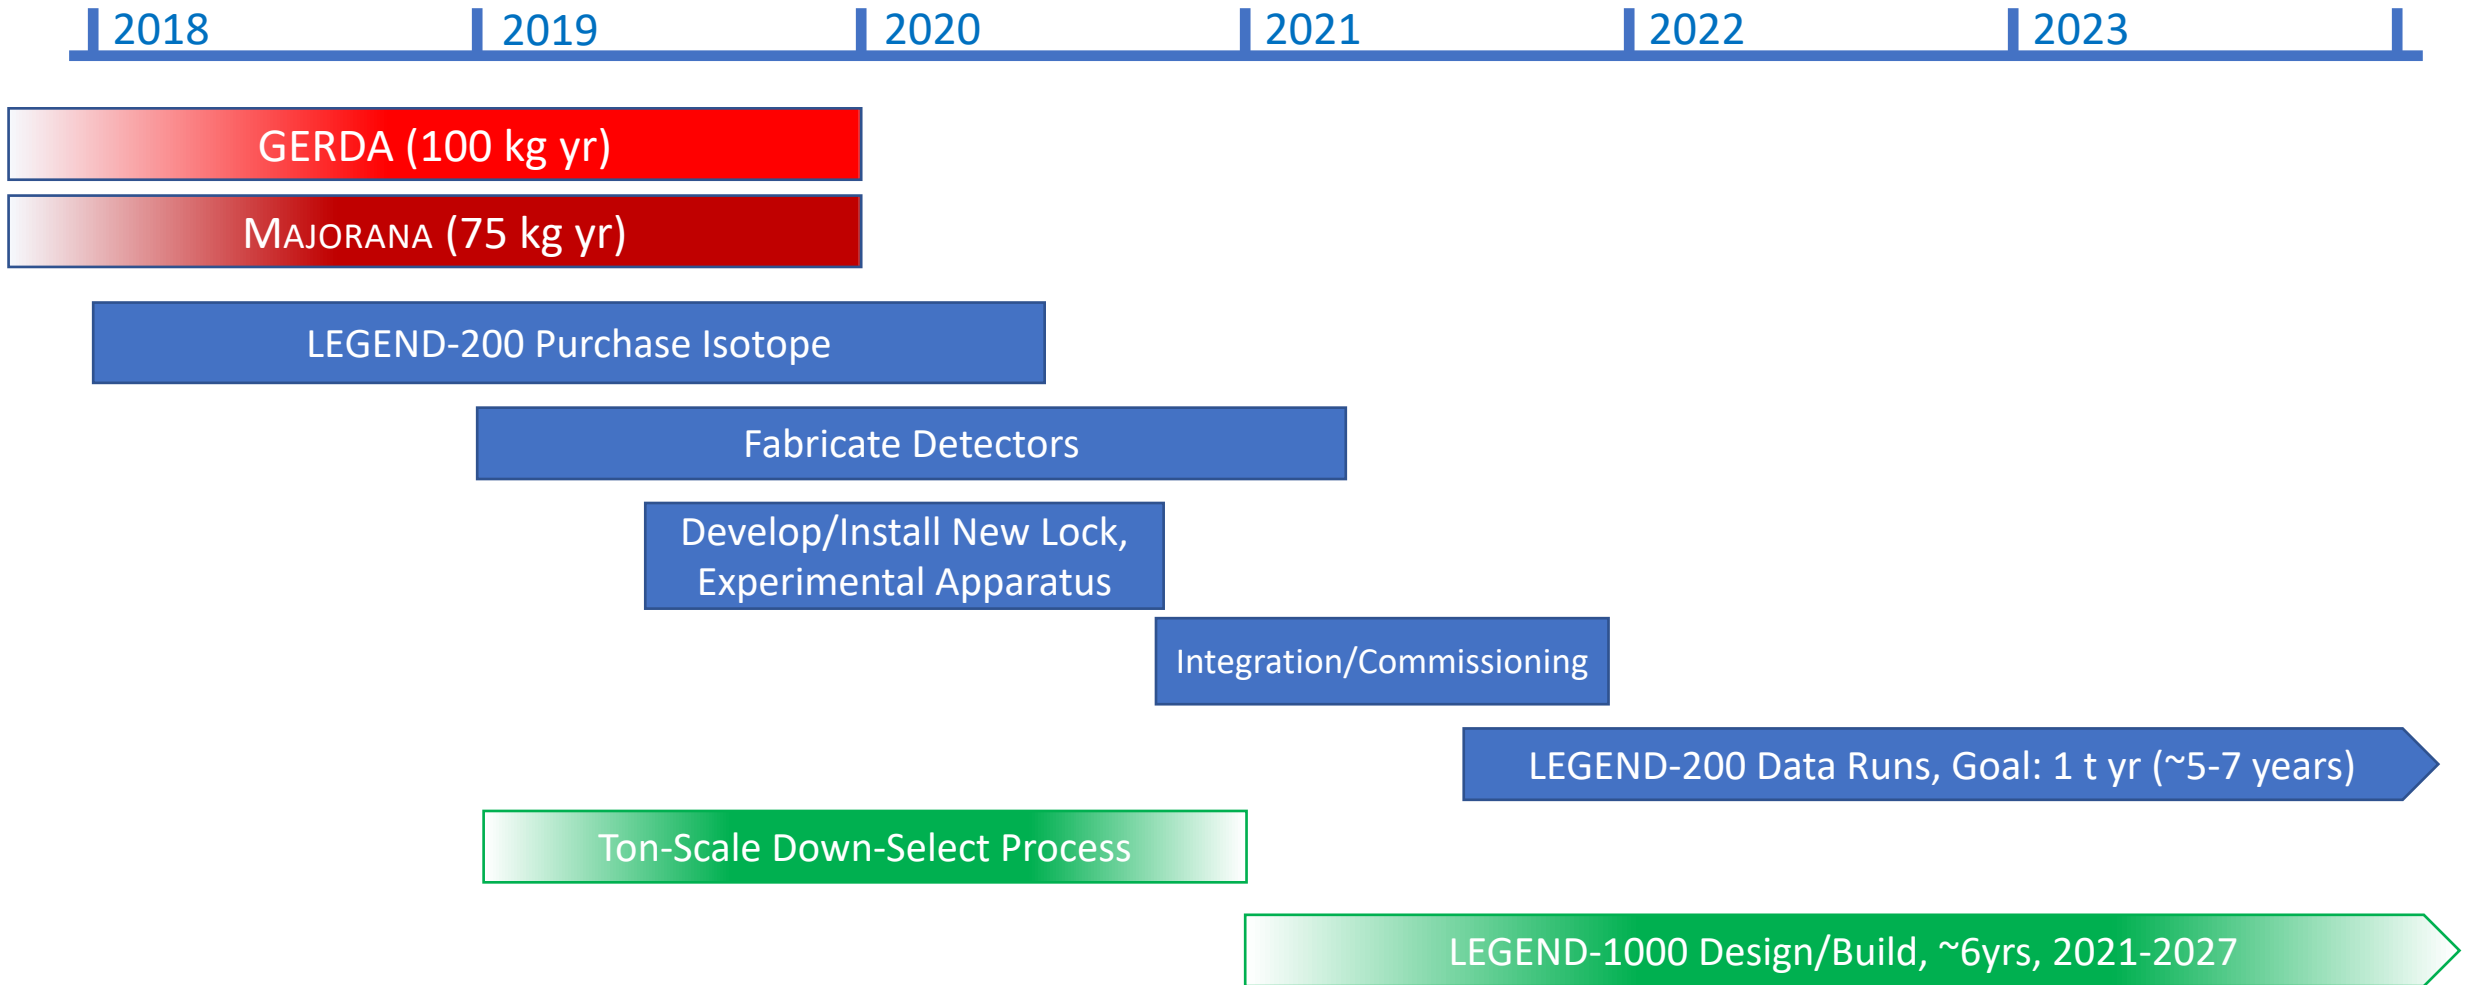 2018 2019 2020 2021 2022 2023
GERDA (100 kg yr)
MAJORANA (75 kg yr)
LEGEND-200 Purchase Isotope
Fabricate Detectors
Develop/Install New Lock,
Experimental Apparatus
Integration/Commissioning
LEGEND-200 Data Runs, Goal: 1 t yr (~5-7 years)
Ton-Scale Down-Select Process
LEGEND-1000 Design/Build, ~6yrs, 2021-2027